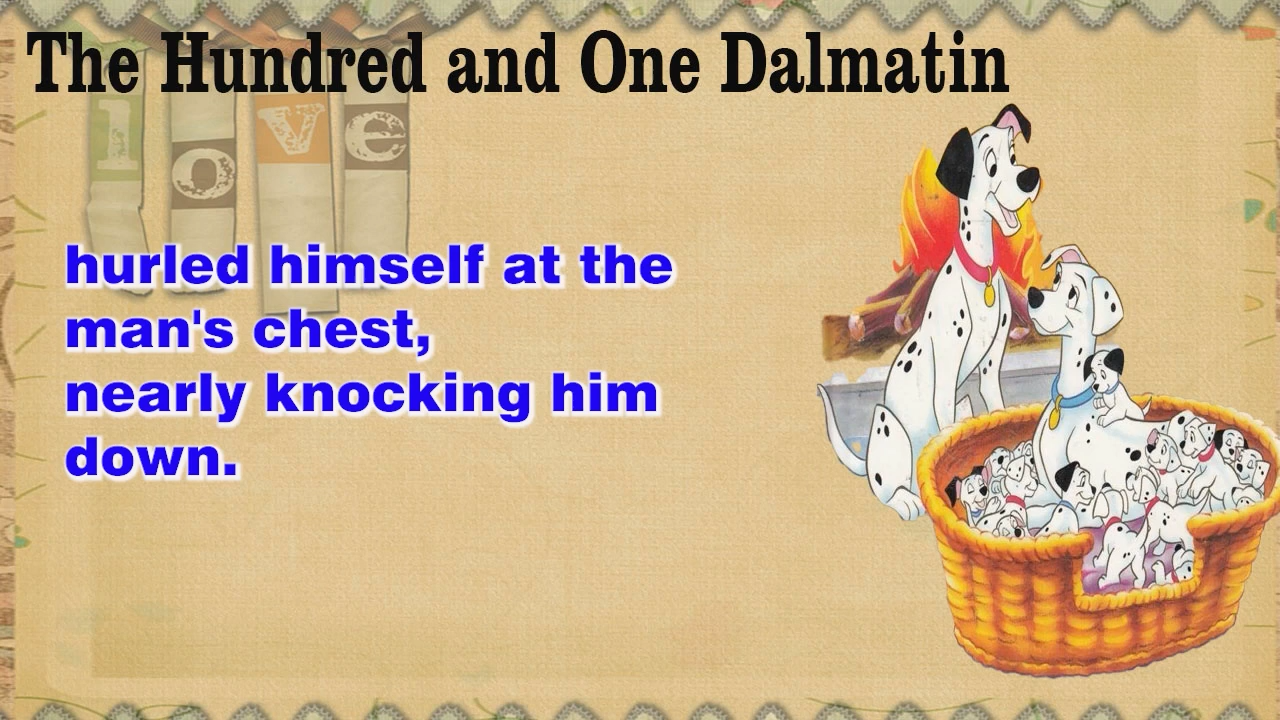 The Hundred and One Dalmatin
love
hurled himself at the
man's chest,
nearly knocking him
down.